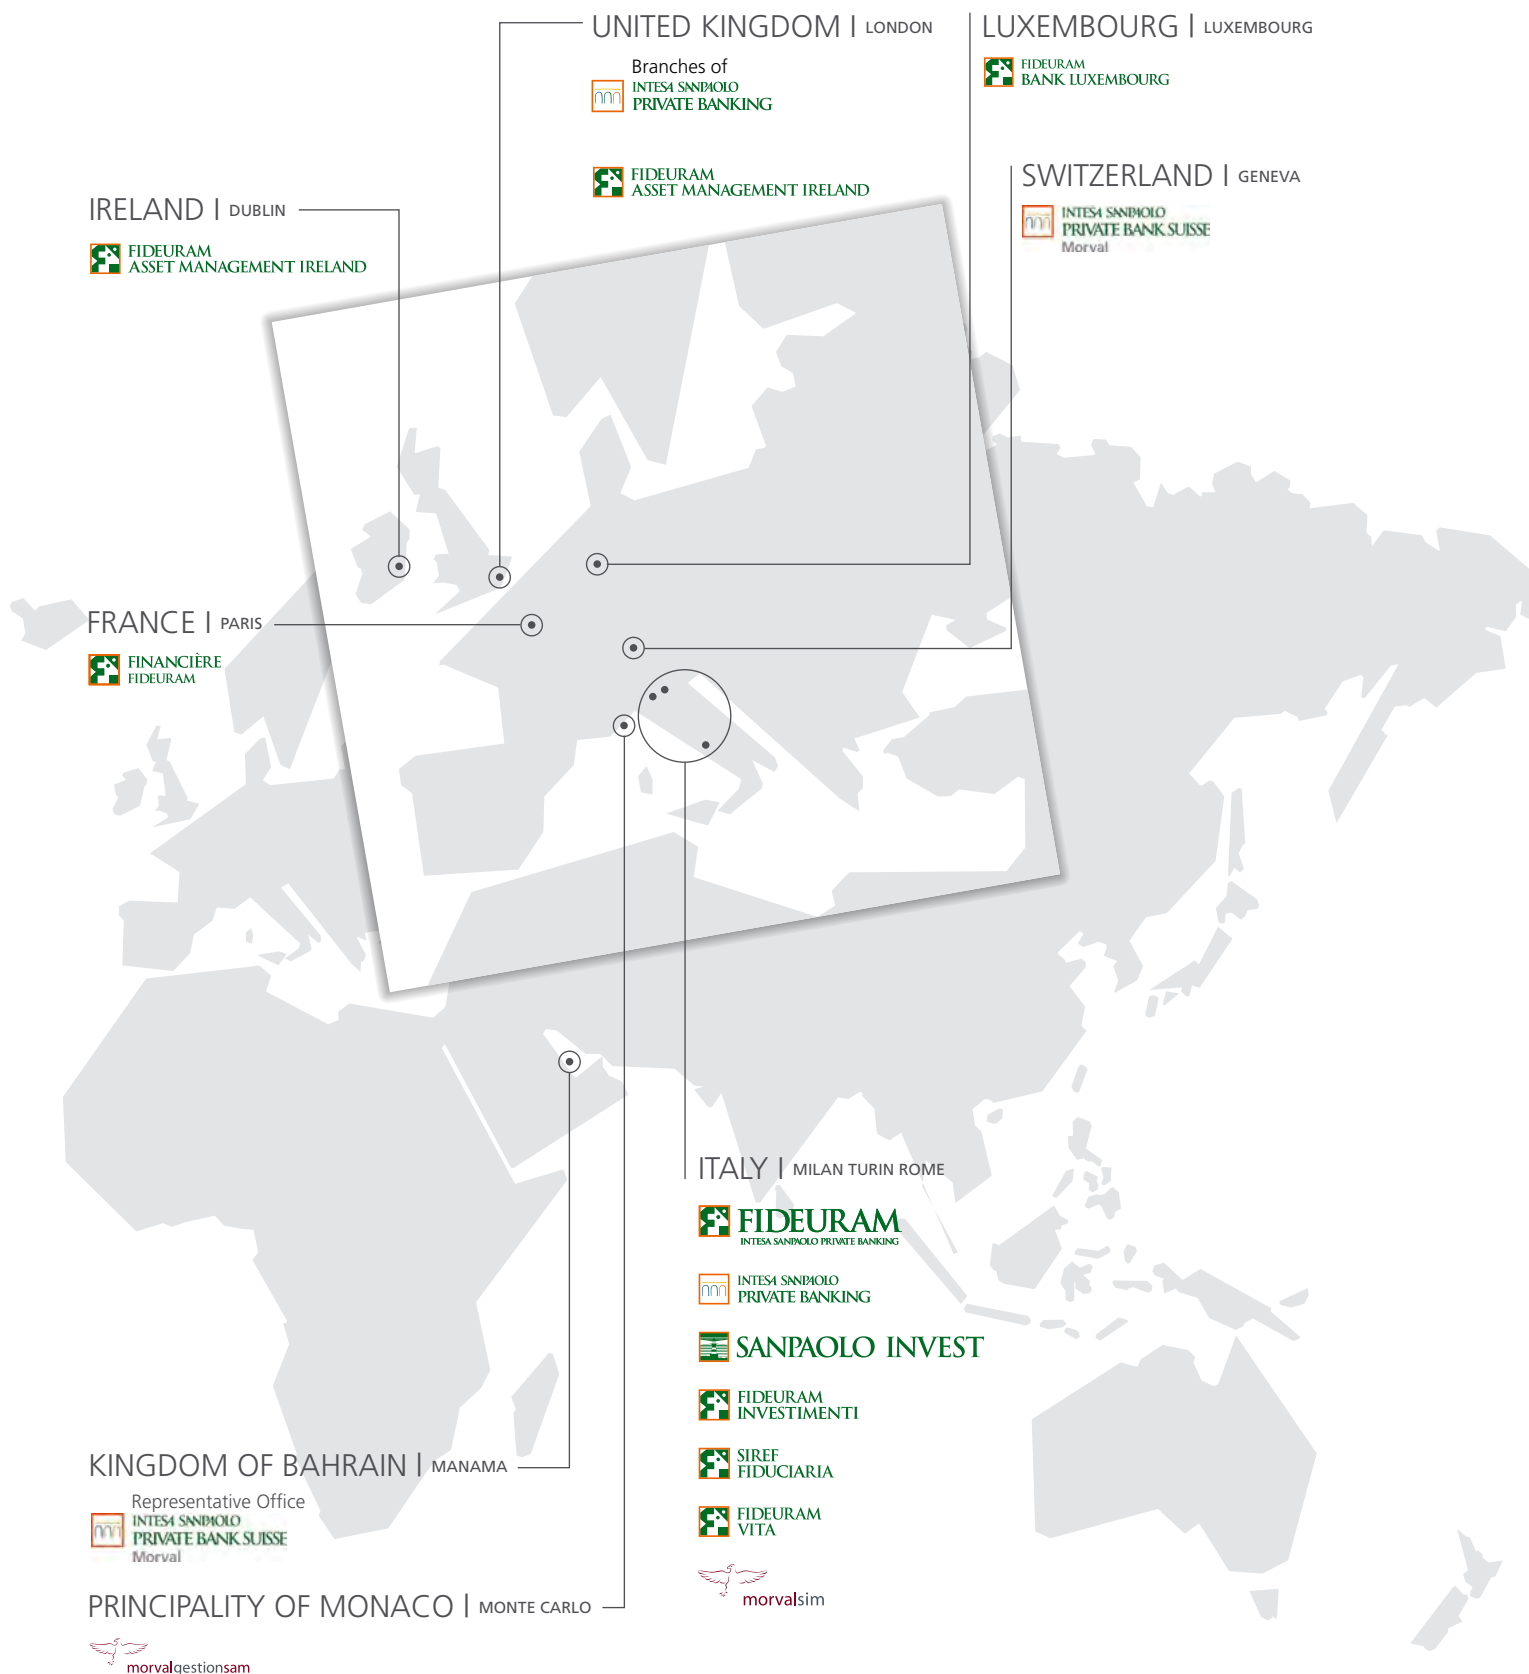 UNITED KINGDOM | LONDON
Branches of
INTESA SANPAOLO
PRIVATE BANKING
FIDEURAM
ASSET MANAGEMENT IRELAND
LUXEMBOURG | LUXEMBOURG
FIDEURAM
BANK LUXEMBOURG
SWITZERLAND | GENEVA
INTESA SANPAOLO
PRIVATE BANK SUISSE
Morval
IRELAND | DUBLIN
FIDEURAM
ASSET MANAGEMENT IRELAND
FRANCE | PARIS
FINANCIÈRE
FIDEURAM
ITALY | MILAN TURIN ROME
FIDEURAM
INTESA SANPAOLO PRIVATE BANKING
INTESA SANPAOLO
PRIVATE BANKING
SANPAOLO INVEST
FIDEURAM
INVESTIMENTI
SIREF
FIDUCIARIA
FIDEURAM
VITA
morvalsim
KINGDOM OF BAHRAIN | MANAMA
Representative Office
INTESA SANPAOLO
PRIVATE BANK SUISSE
Morval
PRINCIPALITY OF MONACO | MONTE CARLO
morvalgestionsam